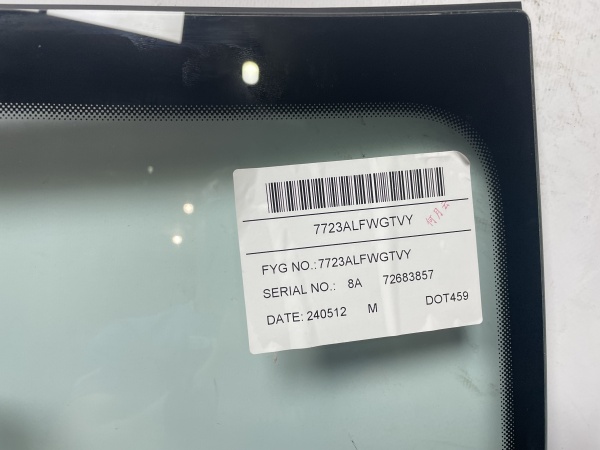 7723ALFWGTVY
FYG NO.:7723ALFWGTVY
SERIAL NO.: 8A 72683857
DATE: 240512 M DOT459